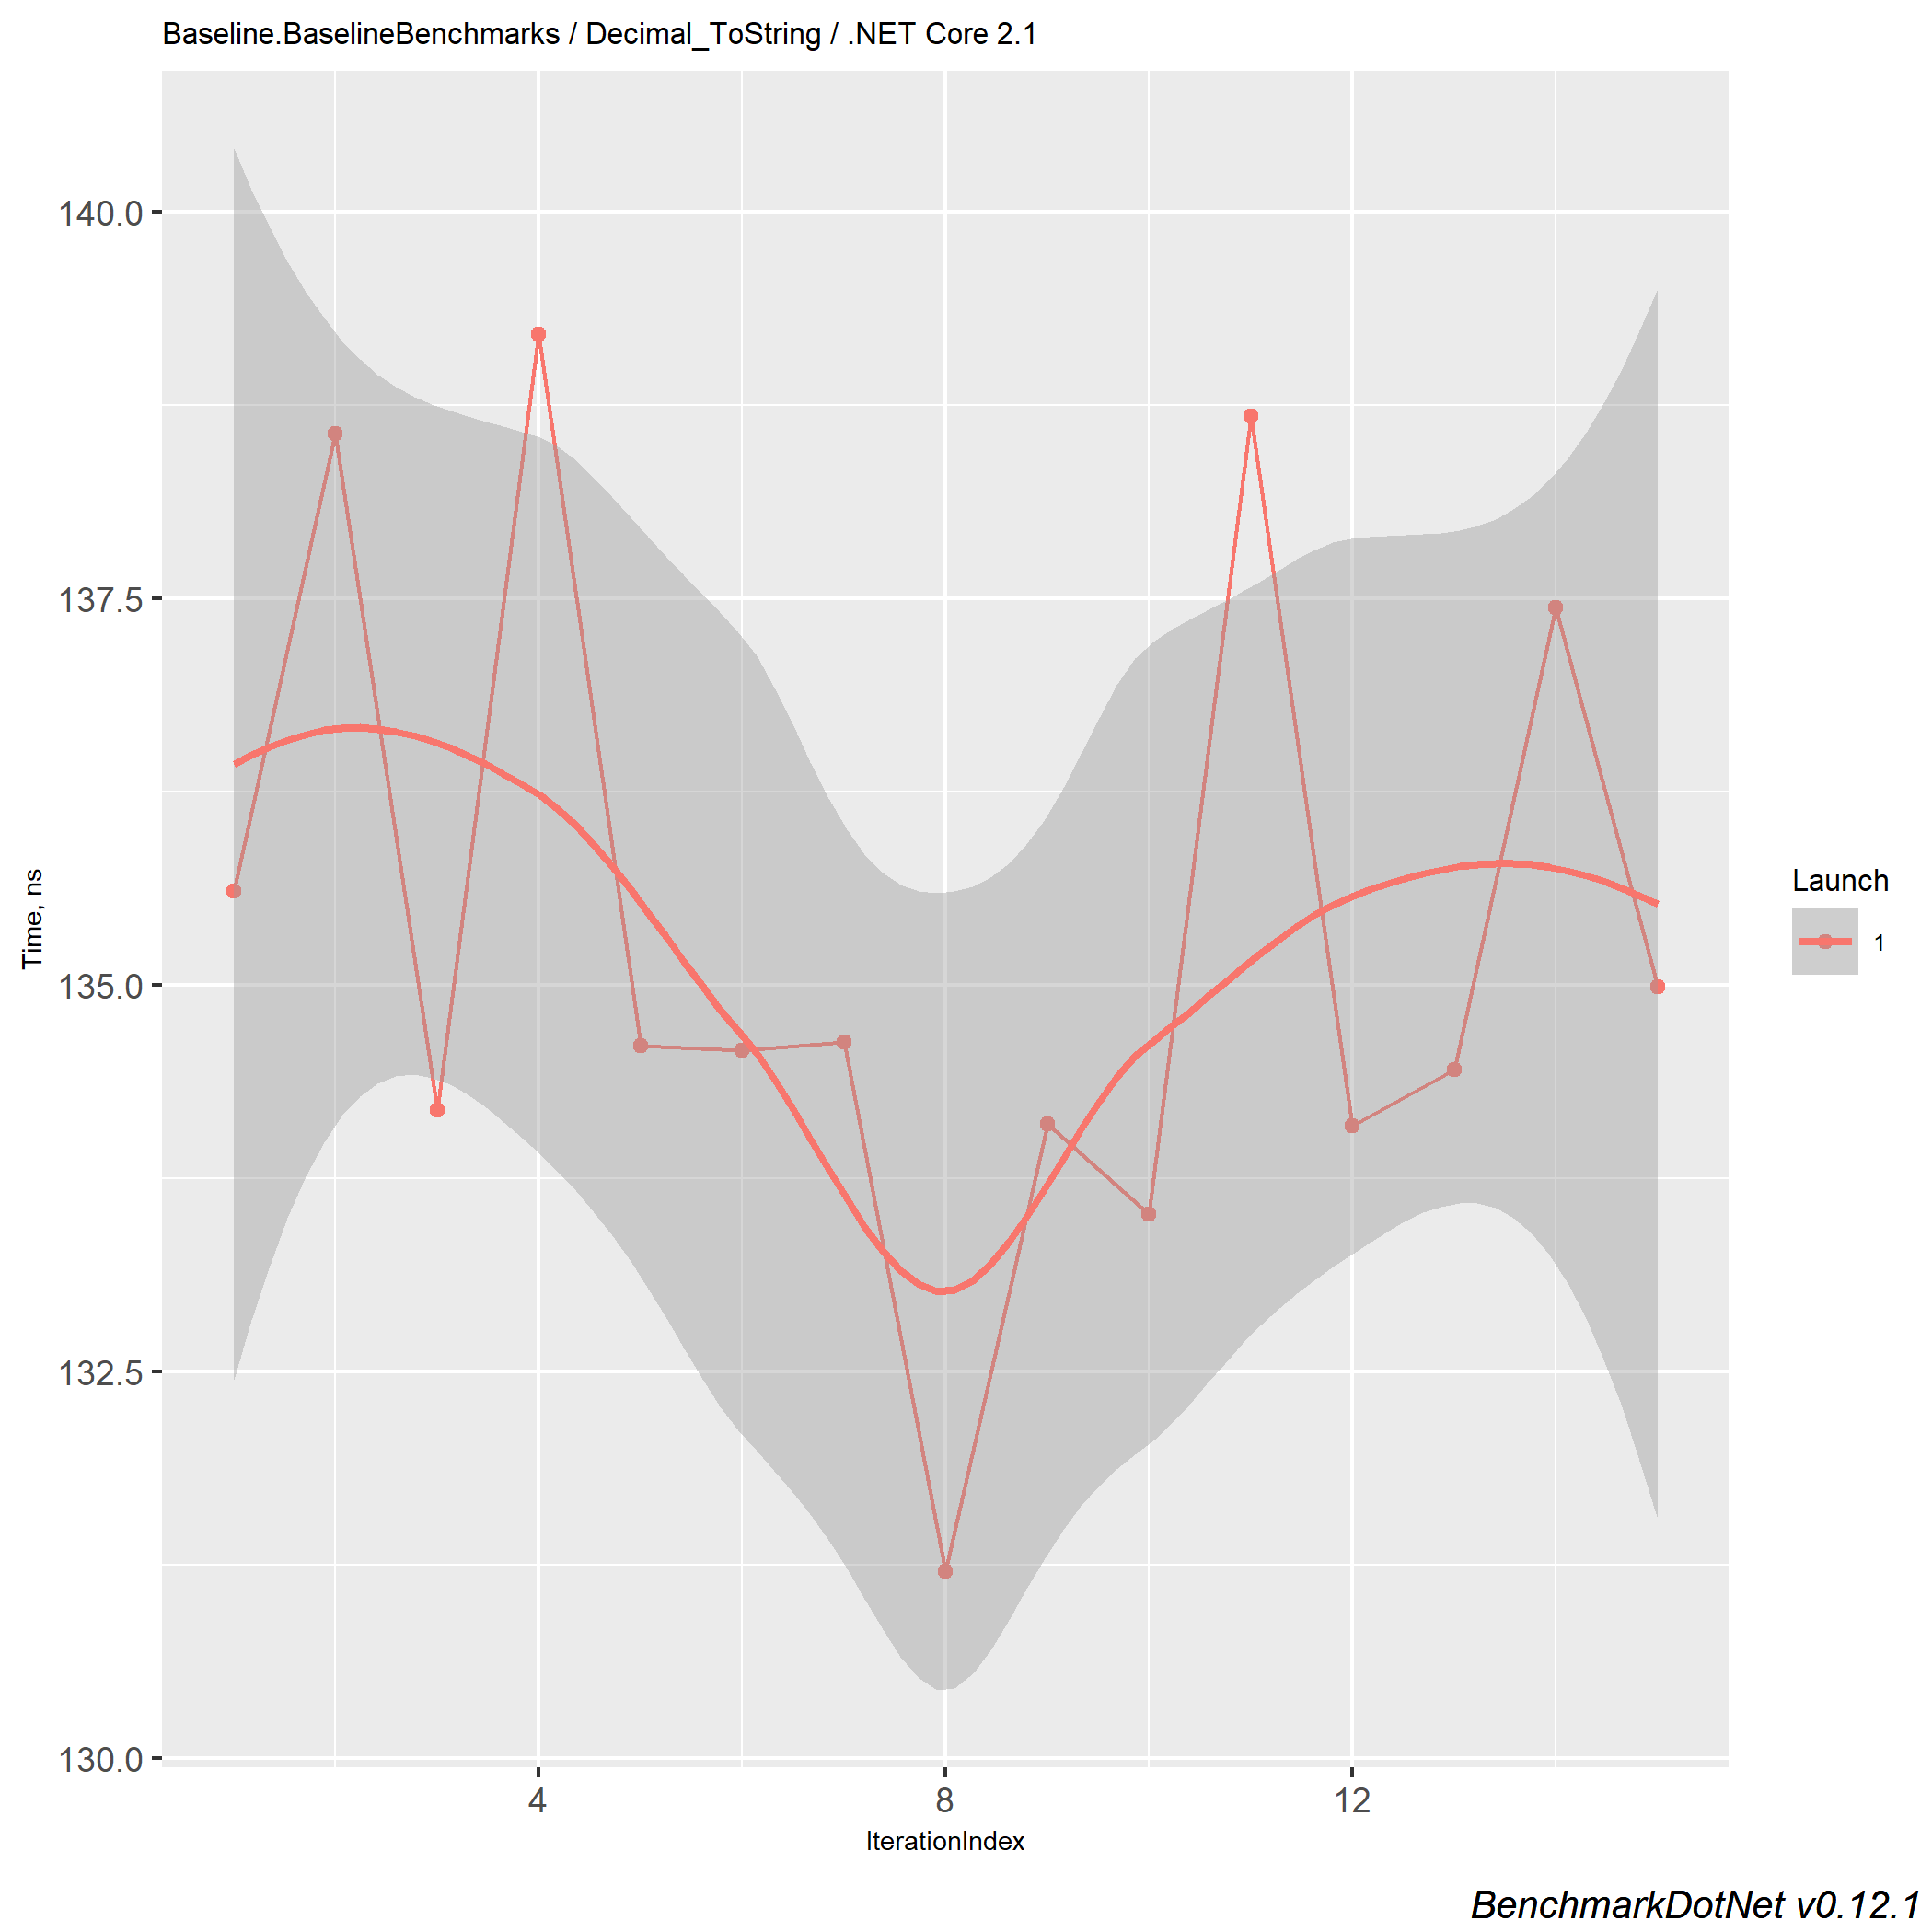 Baseline.BaselineBenchmarks / Decimal_ToString / .NET Core 2.1
140.0
137.5
135.0
132.5
130.0
Time, ns
4
8
12
IterationIndex
Launch
1
BenchmarkDotNet v0.12.1